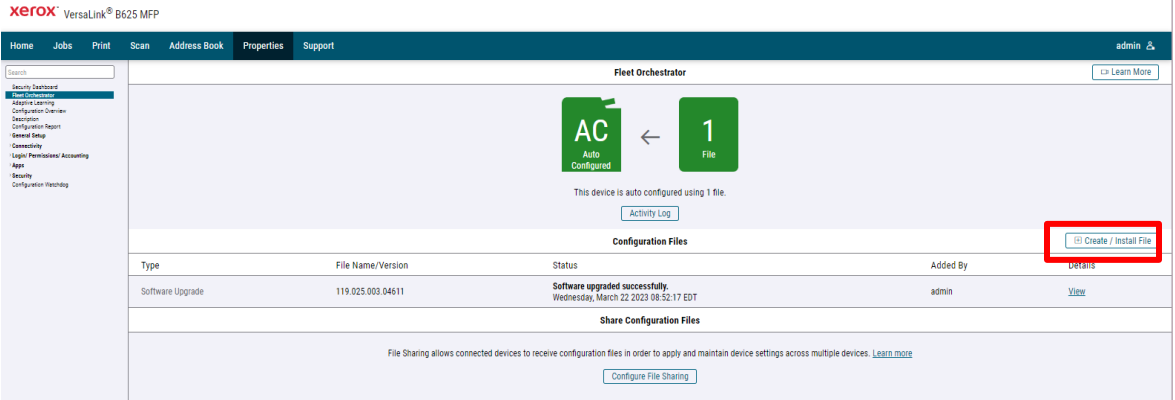 xerox™ VersaLink® B625 MFP
Home Jobs Print Scan Address Book Properties Support admin
Search
Fleet Orchestrator
Learn More
Security Dashboard
Fleet Orchestrator
Adaptive Learning
Configuration Overview
Description
Configuration Report
General Setup
Connectivity
Login/ Permissions/ Accounting
Apps
Security
Configuration Watchdog
AC
Auto
Configured
1
File
This device is auto configured using 1 file.
Activity Log
Configuration Files
Create / Install File
Type File Name/Version Status Added By Details
Software Upgrade 119.025.003.04611 Software upgraded successfully. admin View
Wednesday, March 22 2023 08:52:17 EDT
Share Configuration Files
File Sharing allows connected devices to receive configuration files in order to apply and maintain device settings across multiple devices. Learn more
Configure File Sharing